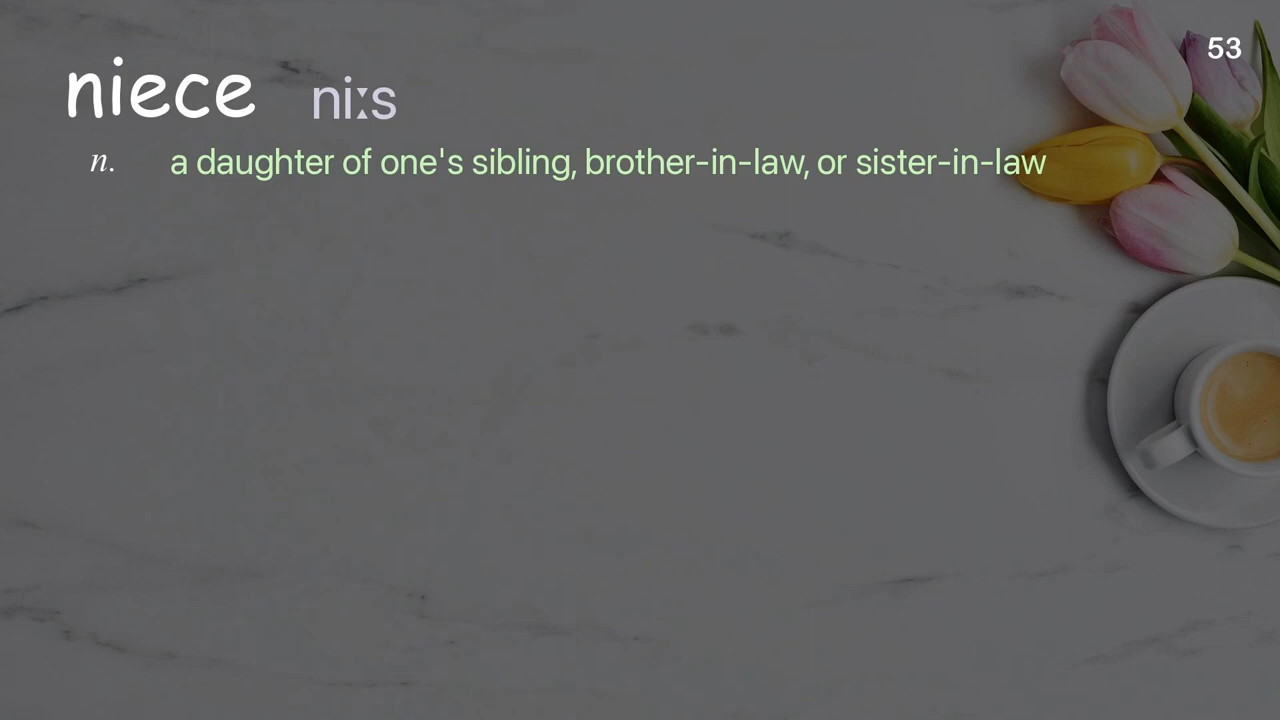 53
niece niːs
n. a daughter of one's sibling, brother-in-law, or sister-in-law